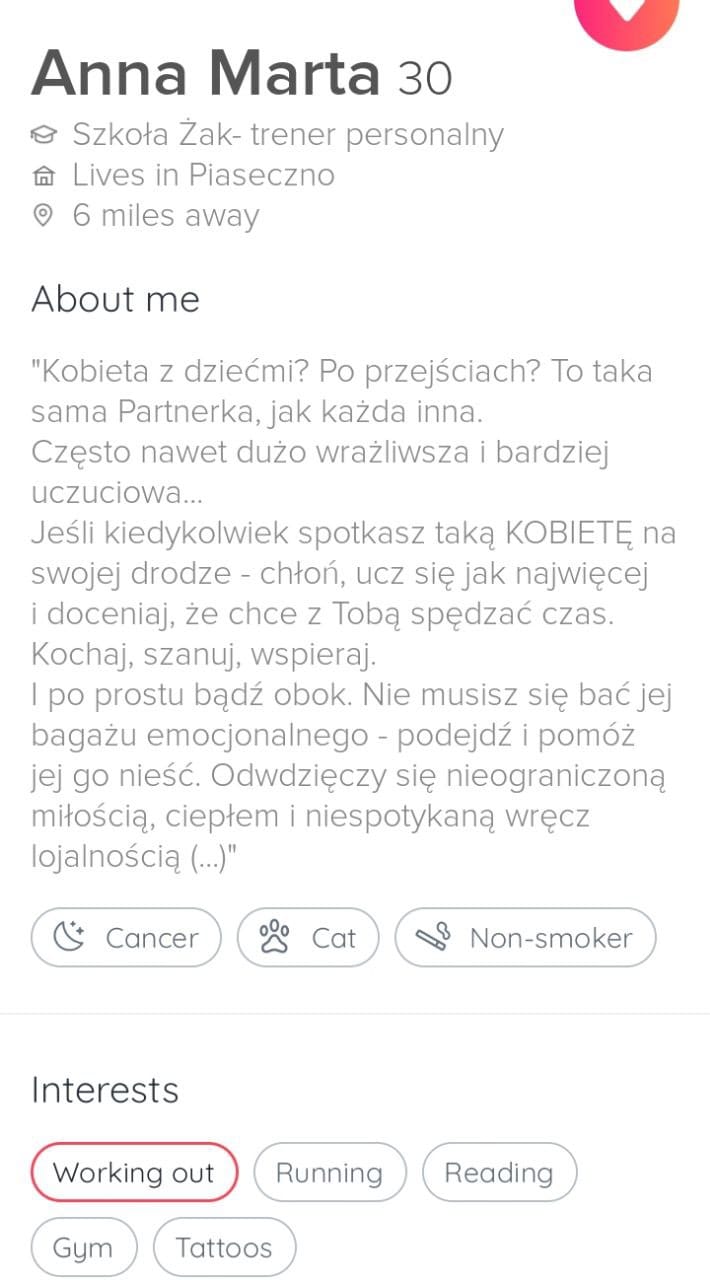 Anna Marta 30
Szkoła Żak- trener personalny
Lives in Piaseczno
6 miles away
About me
"Kobieta z dziećmi? Po przejściach? To taka
sama Partnerka, jak każda inna.
Często nawet dużo wrażliwsza i bardziej
uczuciowa...
Jeśli kiedykolwiek spotkasz taką KOBIETĘ na
swojej drodze - chłoń, ucz się jak najwięcej
i doceniaj, że chce z Tobą spędzać czas.
Kochaj, szanuj, wspieraj.
I po prostu bądź obok. Nie musisz się bać jej
bagażu emocjonalnego - podejdź i pomóż
jej go nieść. Odwdzięczy się nieograniczoną
miłością, ciepłem i niespotykaną wręcz
lojalnością (...)"
Cancer Cat Non-smoker
Interests
Working out Running Reading
Gym Tattoos